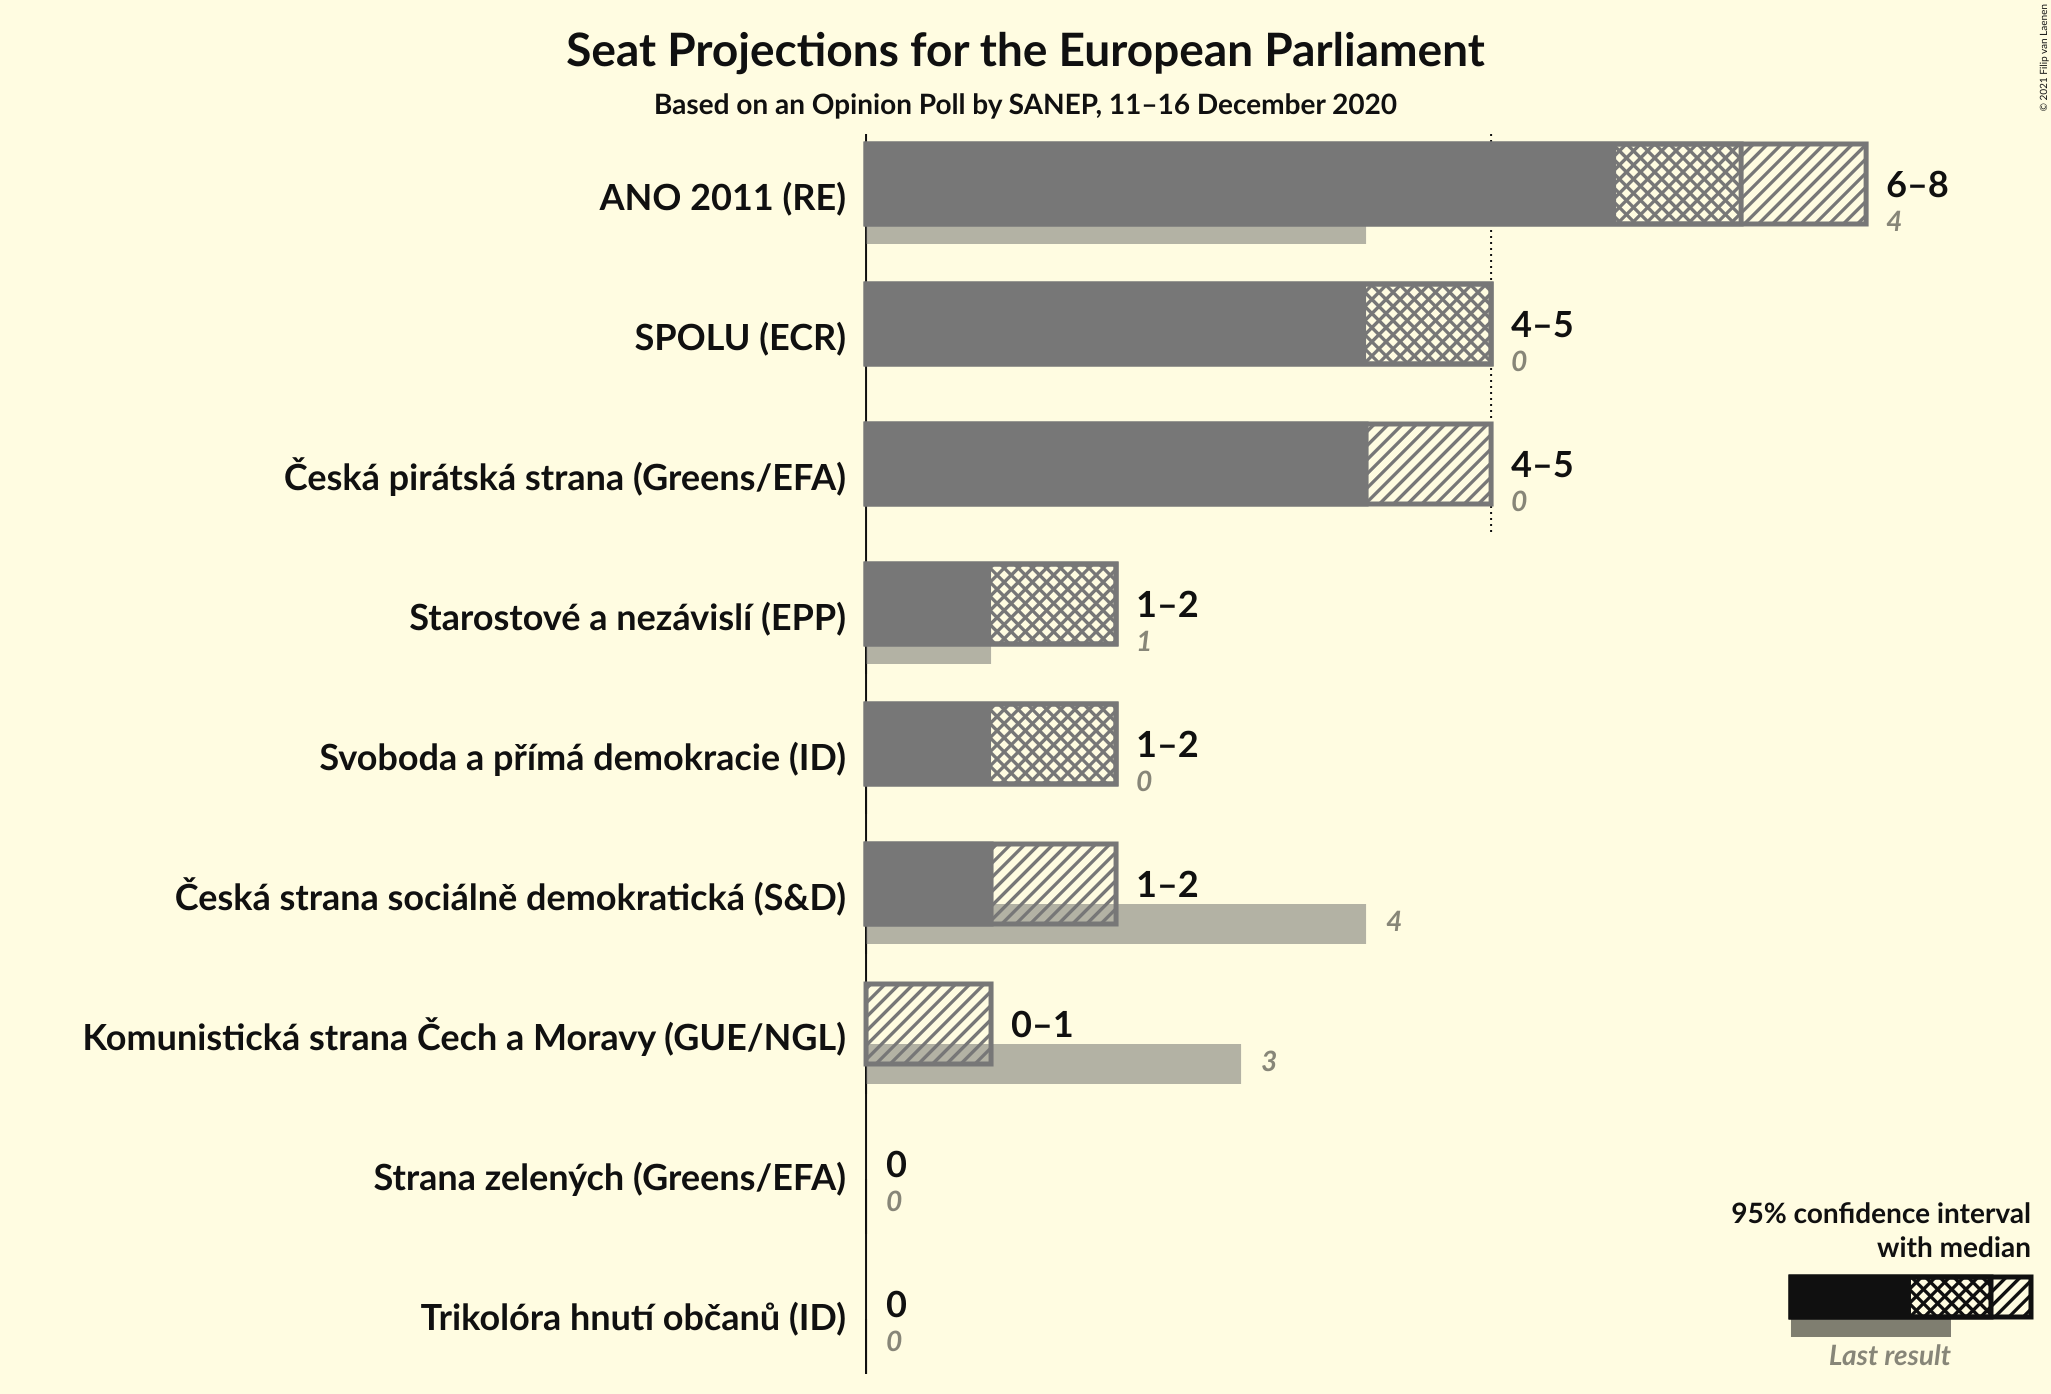 Seat Projections for the European Parliament
Based on an Opinion Poll by SANEP, 11–16 December 2020
© 2021 Filip van Laenen
ANO 2011 (RE)
6–8
4
SPOLU (ECR)
4–5
0
Česká pirátská strana (Greens/EFA)
4–5
0
Starostové a nezávislí (EPP)
1–2
1
Svoboda a přímá demokracie (ID)
1–2
0
Česká strana sociálně demokratická (S&D)
1–2
4
Komunistická strana Čech a Moravy (GUE/NGL)
0–1
3
Strana zelených (Greens/EFA)
0
0
Trikolóra hnutí občanů (ID)
0
0
95% confidence interval
with median
Last result